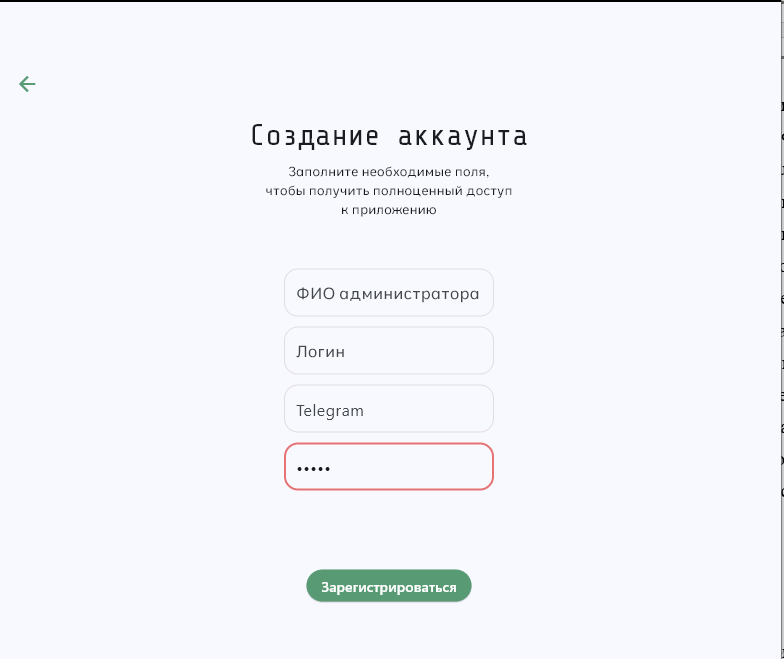 Создание аккаунта
Заполните необходимые поля,
чтобы получить полноценный доступ
к приложению
ФИО администратора
Логин
Telegram
•••••
Зарегистрироваться